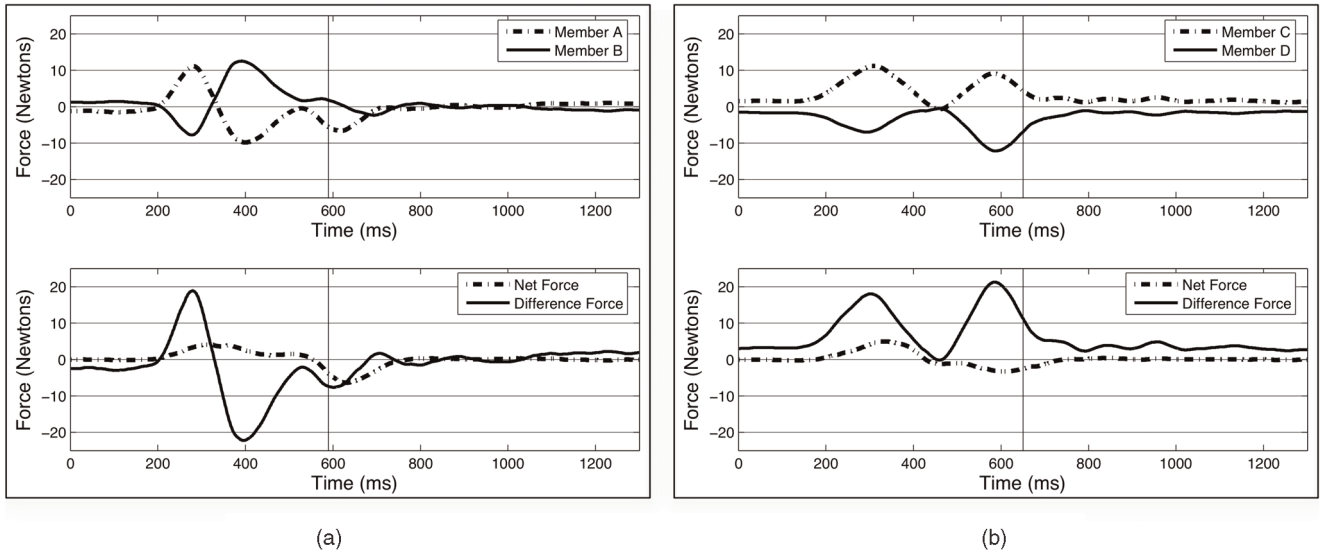 Force (Newtons)
20
10
0
−10
−20
Member A
Member B
0 200 400 600 800 1000 1200
Time (ms)
Force (Newtons)
20
10
0
−10
−20
Net Force
Difference Force
0 200 400 600 800 1000 1200
Time (ms)
(a)
Force (Newtons)
20
10
0
−10
−20
Member C
Member D
0 200 400 600 800 1000 1200
Time (ms)
Force (Newtons)
20
10
0
−10
−20
Net Force
Difference Force
0 200 400 600 800 1000 1200
Time (ms)
(b)